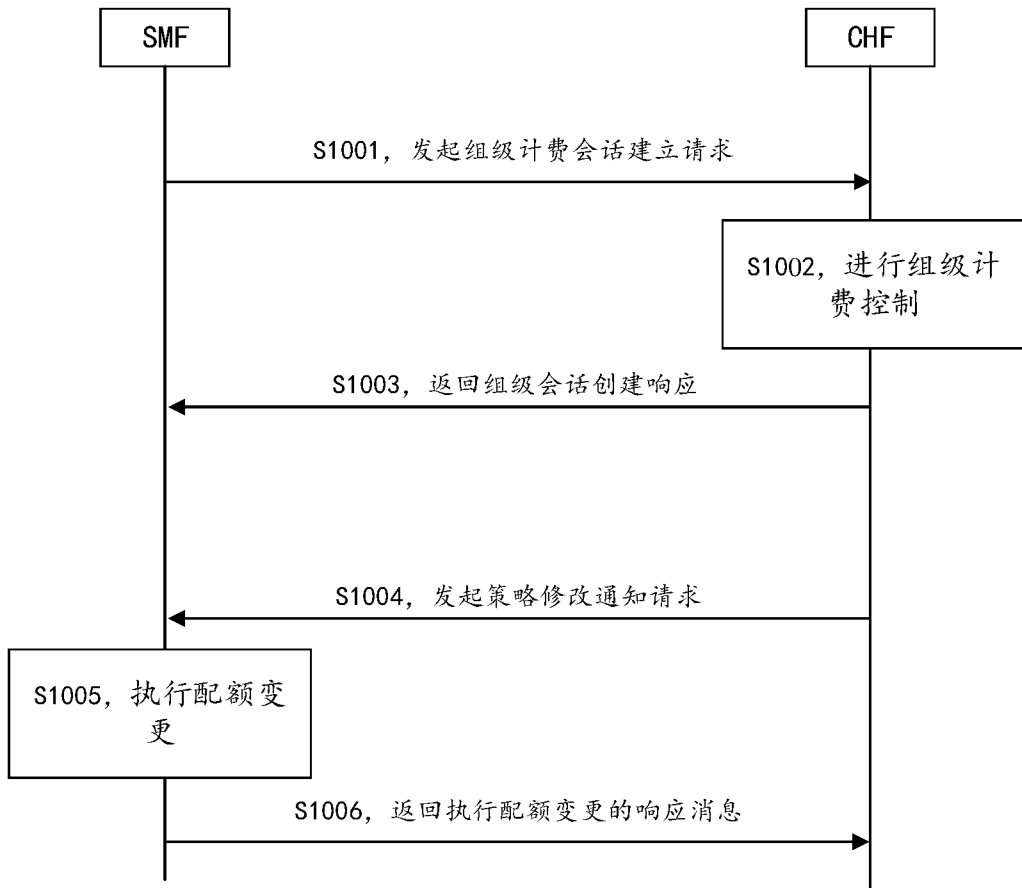 SMF
CHF
S1001，发起组级计费会话建立请求
S1002，进行组级计
费控制
S1003，返回组级会话创建响应
S1004，发起策略修改通知请求
S1005，执行配额变
更
S1006，返回执行配额变更的响应消息